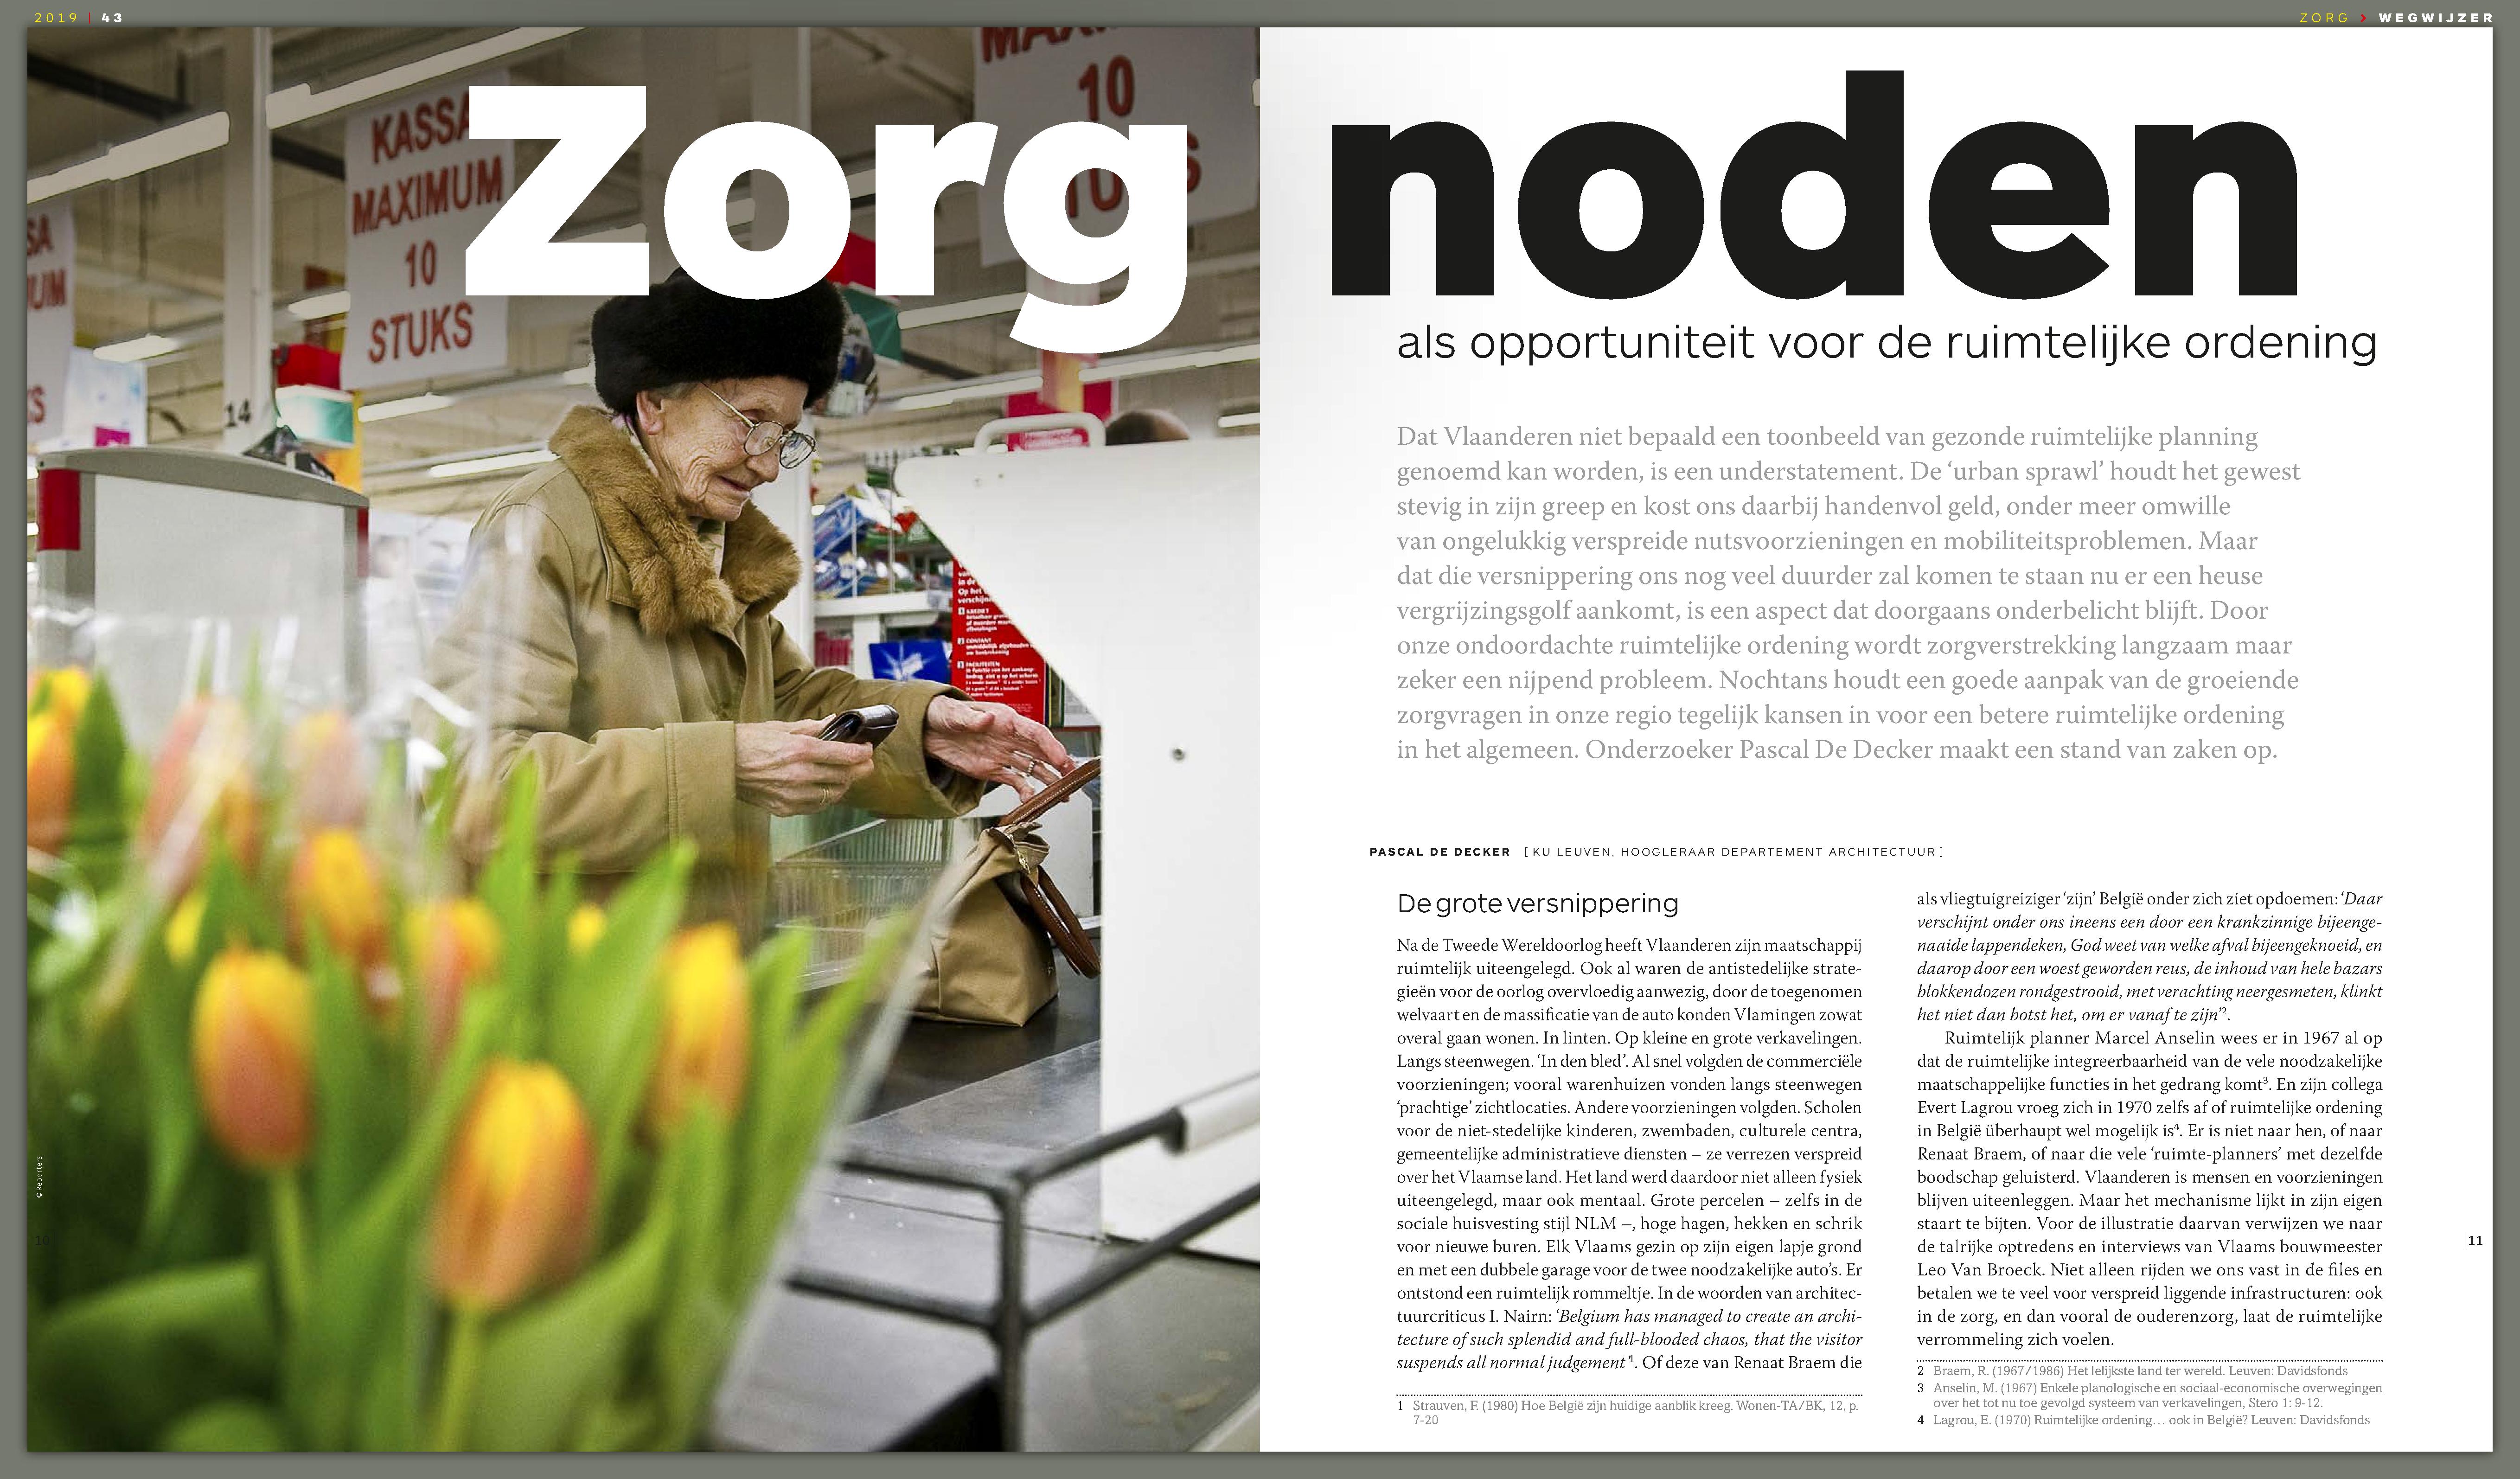 2019 | 43
ZORG > WEGWIJZER
KASSA
MAXIMUM
10
STUKS
MAXIMUM
10
14
Zorg
noden
als opportuniteit voor de ruimtelijke ordening
Dat Vlaanderen niet bepaald een toonbeeld van gezonde ruimtelijke planning
genoemd kan worden, is een understatement. De ‘urban sprawl’ houdt het gewest
stevig in zijn greep en kost ons daarbij handenvol geld, onder meer omwille
van ongelukkig verspreide nutsvoorzieningen en mobiliteitsproblemen. Maar
dat die versnippering ons nog veel duurder zal komen te staan nu er een heuse
vergrijzingsgolf aankomt, is een aspect dat doorgaans onderbelicht blijft. Door
onze ondoordachte ruimtelijke ordening wordt zorgverstrekking langzaam maar
zeker een nijpend probleem. Nochtans houdt een goede aanpak van de groeiende
zorgvragen in onze regio tegelijk kansen in voor een betere ruimtelijke ordening
in het algemeen. Onderzoeker Pascal De Decker maakt een stand van zaken op.
PASCAL DE DECKER [ KU LEUVEN, HOOGLERAAR DEPARTEMENT ARCHITECTUUR ]
De grote versnippering
Na de Tweede Wereldoorlog heeft Vlaanderen zijn maatschappij
ruimtelijk uiteengelegd. Ook al waren de antistedelijke strate-
gieën voor de oorlog overvloedig aanwezig, door de toegenomen
welvaart en de massificatie van de auto konden Vlamingen zowat
overal gaan wonen. In linten. Op kleine en grote verkavelingen.
Langs steenwegen. ‘In den bled’. Al snel volgden de commerciële
voorzieningen; vooral warenhuizen vonden langs steenwegen
‘prachtige’ zichtlocaties. Andere voorzieningen volgden. Scholen
voor de niet-stedelijke kinderen, zwembaden, culturele centra,
gemeentelijke administratieve diensten – ze verrezen verspreid
over het Vlaamse land. Het land werd daardoor niet alleen fysiek
uiteengelegd, maar ook mentaal. Grote percelen – zelfs in de
sociale huisvesting stijl NLM –, hoge hagen, hekken en schrik
voor nieuwe buren. Elk Vlaams gezin op zijn eigen lapje grond
en met een dubbele garage voor de twee noodzakelijke auto’s. Er
ontstond een ruimtelijk rommeltje. In de woorden van architec-
tuurcriticus I. Nairn: ‘Belgium has managed to create an archi-
tecture of such splendid and full-blooded chaos, that the visitor
suspends all normal judgement’¹. Of deze van Renaat Braem die
1 Strauven, F. (1980) Hoe België zijn huidige aanblik kreeg. Wonen-TA/BK, 12, p.
7-20
als vliegtuigreiziger ‘zijn’ België onder zich ziet opdoemen: ‘Daar
verschijnt onder ons ineens een door een krankzinnige bijeenge-
naaide lappendeken, God weet van welke afval bijeengeknoeid, en
daarop door een woest geworden reus, de inhoud van hele bazars
blokkendozen rondgestrooid, met verachting neergesmeten, klinkt
het niet dan botst het, om er vanaf te zijn’².
Ruimtelijk planner Marcel Anselin wees er in 1967 al op
dat de ruimtelijke integreerbaarheid van de vele noodzakelijke
maatschappelijke functies in het gedrang komt³. En zijn collega
Evert Lagrou vroeg zich in 1970 zelfs af of ruimtelijke ordening
in België überhaupt wel mogelijk is⁴. Er is niet naar hen, of naar
Renaat Braem, of naar die vele ‘ruimte-planners’ met dezelfde
boodschap geluisterd. Vlaanderen is mensen en voorzieningen
blijven uiteenleggen. Maar het mechanisme lijkt in zijn eigen
staart te bijten. Voor de illustratie daarvan verwijzen we naar
de talrijke optredens en interviews van Vlaams bouwmeester
Leo Van Broeck. Niet alleen rijden we ons vast in de files en
betalen we te veel voor verspreid liggende infrastructuren: ook
in de zorg, en dan vooral de ouderenzorg, laat de ruimtelijke
verrommeling zich voelen.
2 Braem, R. (1967/1986) Het lelijkste land ter wereld. Leuven: Davidsfonds
3 Anselin, M. (1967) Enkele planologische en sociaal-economische overwegingen
over het tot nu toe gevolgd systeem van verkavelingen, Stero 1: 9-12.
4 Lagrou, E. (1970) Ruimtelijke ordening… ook in België? Leuven: Davidsfonds
© Reporters
10
11